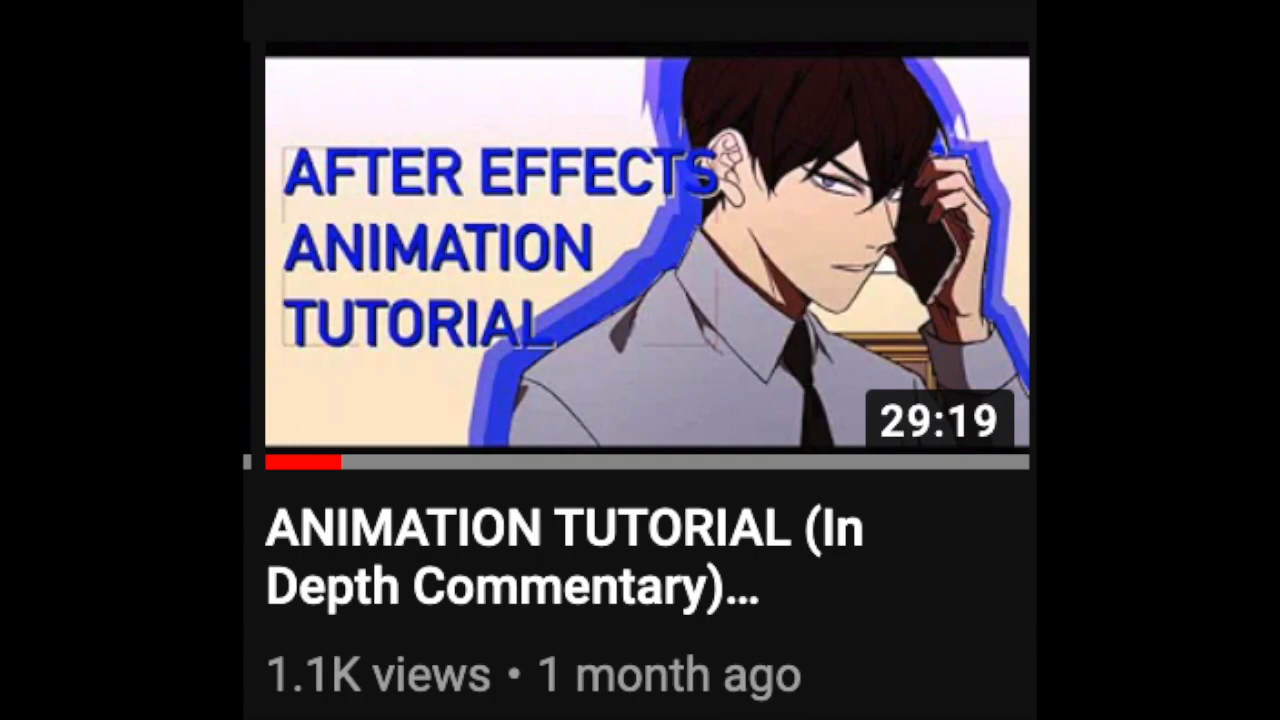 AFTER EFFECTS
ANIMATION
TUTORIAL
29:19
ANIMATION TUTORIAL (In
Depth Commentary)...
1.1K views • 1 month ago